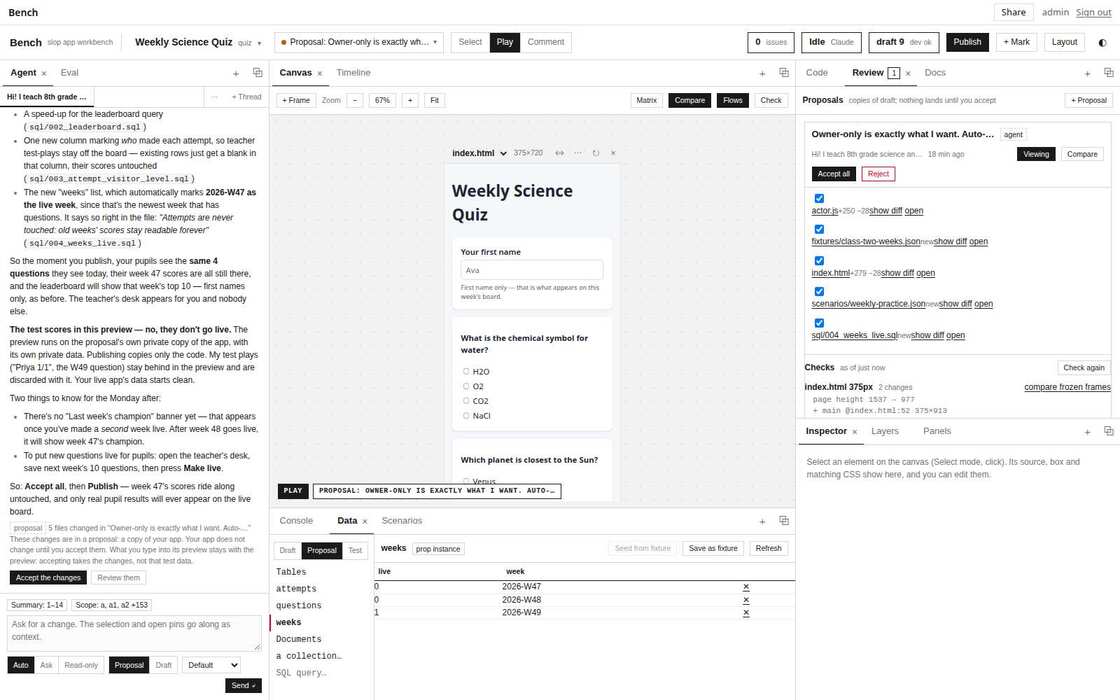 Bench
Share admin Sign out
Bench slop app workbench Weekly Science Quiz quiz ▾ Proposal: Owner-only is exactly wh… ▾ Select Play Comment 0 issues Idle Claude draft 9 dev ok Publish + Mark Layout
Agent × Eval +
Hi! I teach 8th grade … ··· + Thread
A speed-up for the leaderboard query
(sql/002_leaderboard.sql)
One new column marking who made each attempt, so teacher
test-plays stay off the board — existing rows just get a blank in
that column, their scores untouched
(sql/003_attempt_visitor_level.sql)
The new "weeks" list, which automatically marks 2026-W47 as
the live week, since that's the newest week that has
questions. It says so right in the file: "Attempts are never
touched: old weeks' scores stay readable forever"
(sql/004_weeks_live.sql)
So the moment you publish, your pupils see the same 4
questions they see today, their week 47 scores are all still there,
and the leaderboard will show that week's top 10 — first names
only, as before. The teacher's desk appears for you and nobody
else.
The test scores in this preview — no, they don't go live. The
preview runs on the proposal's own private copy of the app, with
its own private data. Publishing copies only the code. My test plays
("Priya 1/1", the W49 question) stay behind in the preview and are
discarded with it. Your live app's data starts clean.
Two things to know for the Monday after:
There's no "Last week's champion" banner yet — that appears
once you've made a second week live. After week 48 goes live,
it will show week 47's champion.
To put new questions live for pupils: open the teacher's desk,
save next week's 10 questions, then press Make live.
So: Accept all, then Publish — week 47's scores ride along
untouched, and only real pupil results will ever appear on the live
board.
proposal 5 files changed in "Owner-only is exactly what I want. Auto-…"
These changes are in a proposal: a copy of your app. Your app does not
change until you accept them. What you type into its preview stays with the
preview: accepting takes the changes, not that test data.
Accept the changes Review them
Summary: 1–14 Scope: a, a1, a2 +153
Ask for a change. The selection and open pins go along as
context.
Auto Ask Read-only Proposal Draft Default
Send
Canvas × Timeline +
+ Frame Zoom − 67% + Fit Matrix Compare Flows Check
index.html 375×720 ··· ×
Weekly Science
Quiz
Your first name
Ava
First name only — that is what appears on this
week's board.
What is the chemical symbol for
water?
H2O
O2
CO2
NaCl
Which planet is closest to the Sun?
Venus
PLAY PROPOSAL: OWNER-ONLY IS EXACTLY WHAT I WANT. AUTO-…
Console Data × Scenarios +
Draft Proposal Test
Tables
attempts
questions
weeks
Documents
a collection…
SQL query…
weeks prop instance Seed from fixture Save as fixture Refresh
live week
0 2026-W47 ✕
0 2026-W48 ✕
1 2026-W49 ✕
Code Review 1 × Docs +
Proposals copies of draft; nothing lands until you accept + Proposal
Owner-only is exactly what I want. Auto-… agent
Hi! I teach 8th grade science an… 18 min ago Viewing Compare
Accept all Reject
actor.js+250 −28show diff open
fixtures/class-two-weeks.jsonnewshow diff open
index.html+279 −28show diff open
scenarios/weekly-practice.jsonnewshow diff open
sql/004_weeks_live.sqlnewshow diff open
Checks as of just now Check again
index.html 375px 2 changes compare frozen frames
page height 1537 → 977
+ main @index.html:52 375×913
Inspector × Layers Panels +
Select an element on the canvas (Select mode, click). Its source, box and
matching CSS show here, and you can edit them.